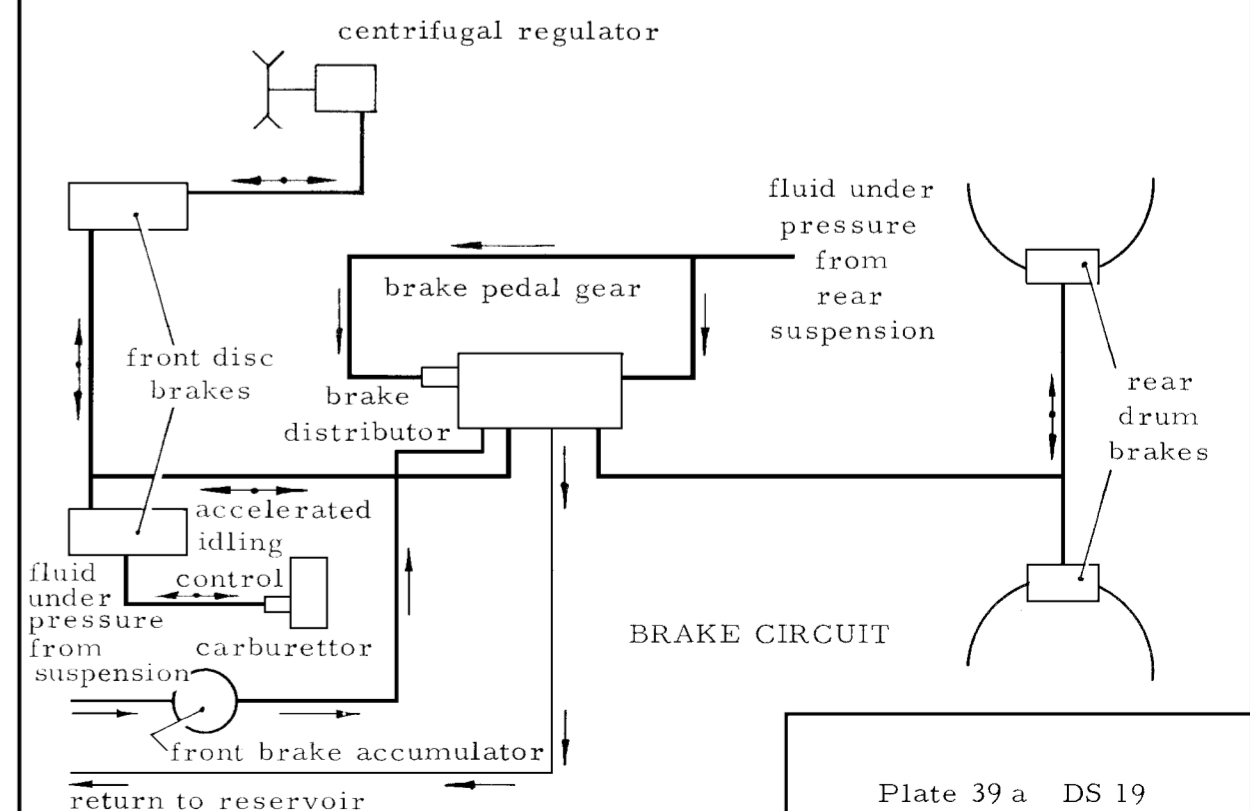 centrifugal regulator
fluid under
pressure
from
rear
suspension
brake pedal gear
front disc
brakes
brake
distributor
rear
drum
brakes
accelerated
idling
control
carburettor
fluid
under
pressure
from
suspension
BRAKE CIRCUIT
front brake accumulator
return to reservoir
Plate 39 a DS 19